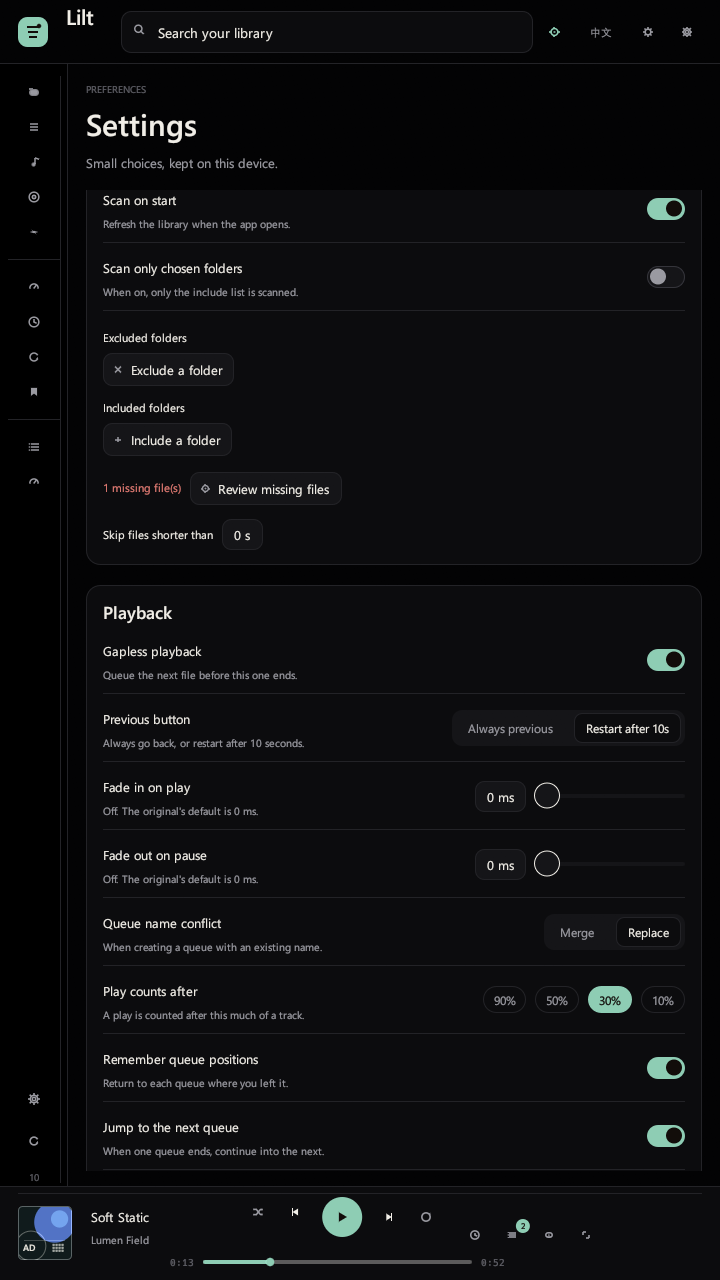 Lilt
Search your library
中文
PREFERENCES
Settings
Small choices, kept on this device.
Scan on start
Refresh the library when the app opens.
Scan only chosen folders
When on, only the include list is scanned.
Excluded folders
Exclude a folder
Included folders
Include a folder
1 missing file(s) Review missing files
Skip files shorter than 0 s
Playback
Gapless playback
Queue the next file before this one ends.
Previous button
Always previous Restart after 10s
Always go back, or restart after 10 seconds.
Fade in on play
0 ms
Off. The original's default is 0 ms.
Fade out on pause
0 ms
Off. The original's default is 0 ms.
Queue name conflict
Merge Replace
When creating a queue with an existing name.
Play counts after
90% 50% 30% 10%
A play is counted after this much of a track.
Remember queue positions
Return to each queue where you left it.
Jump to the next queue
When one queue ends, continue into the next.
10
Soft Static
Lumen Field
AD
2
0:13 0:52